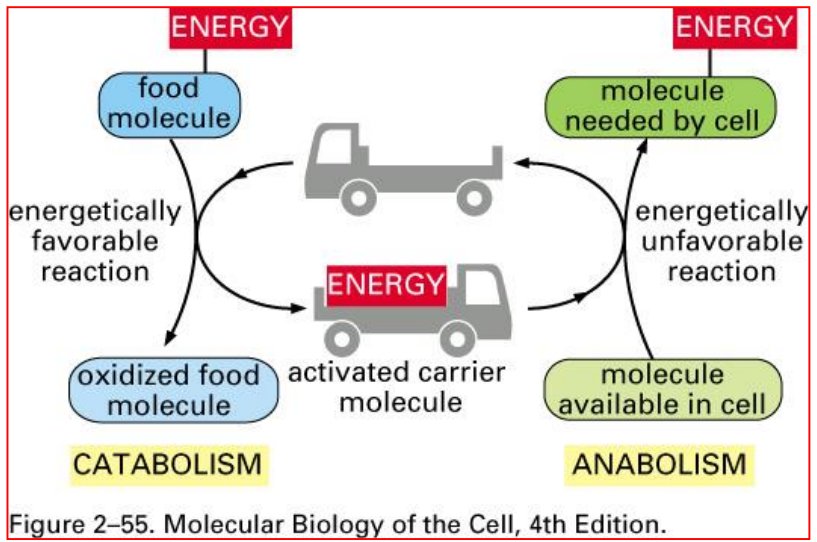 ENERGY
food
molecule
energetically
favorable
reaction
oxidized food
molecule
CATABOLISM
ENERGY
activated carrier
molecule
ENERGY
molecule
needed by cell
energetically
unfavorable
reaction
molecule
available in cell
ANABOLISM
Figure 2–55. Molecular Biology of the Cell, 4th Edition.